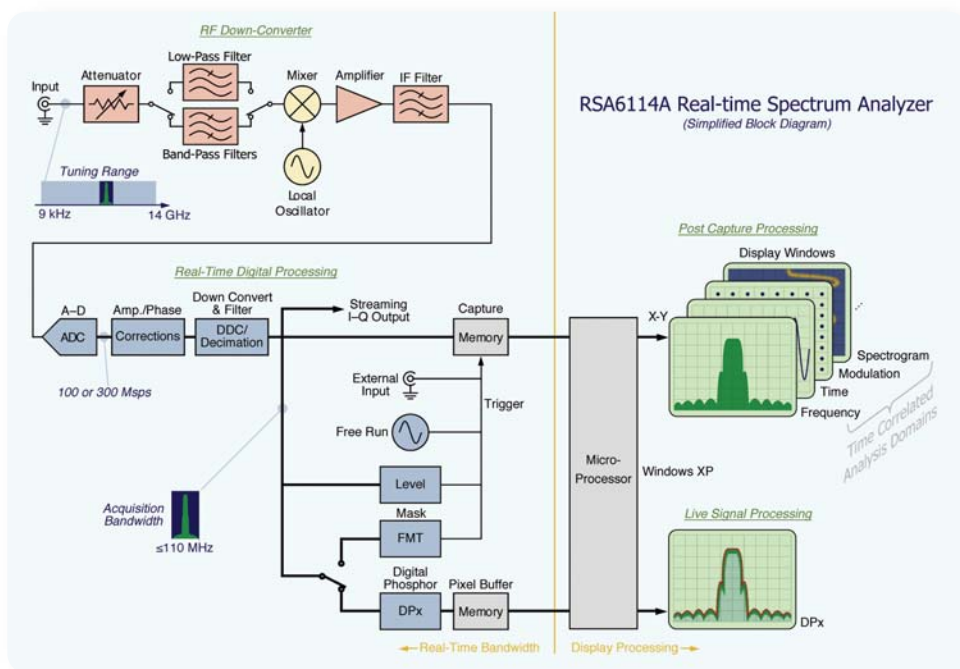 RF Down-Converter
Low-Pass Filter
Input
Attenuator
Mixer
Amplifier
IF Filter
Band-Pass Filters
Local
Oscillator
Tuning Range
9 kHz
14 GHz
RSA6114A Real-time Spectrum Analyzer
(Simplified Block Diagram)
Real-Time Digital Processing
A–D
ADC
Amp./Phase
Corrections
Down Convert
& Filter
DDC/
Decimation
100 or 300 Msps
Streaming
I–Q Output
Capture
Memory
External
Input
Trigger
Free Run
Level
Mask
FMT
Acquisition
Bandwidth
≤110 MHz
Digital
Phosphor
DPx
Pixel Buffer
Memory
Real-Time Bandwidth
Display Processing
Micro-
Processor
Windows XP
Post Capture Processing
Display Windows
X-Y
...
Spectrogram
Modulation
Time
Frequency
Time Correlated
Analysis Domains
Live Signal Processing
DPx